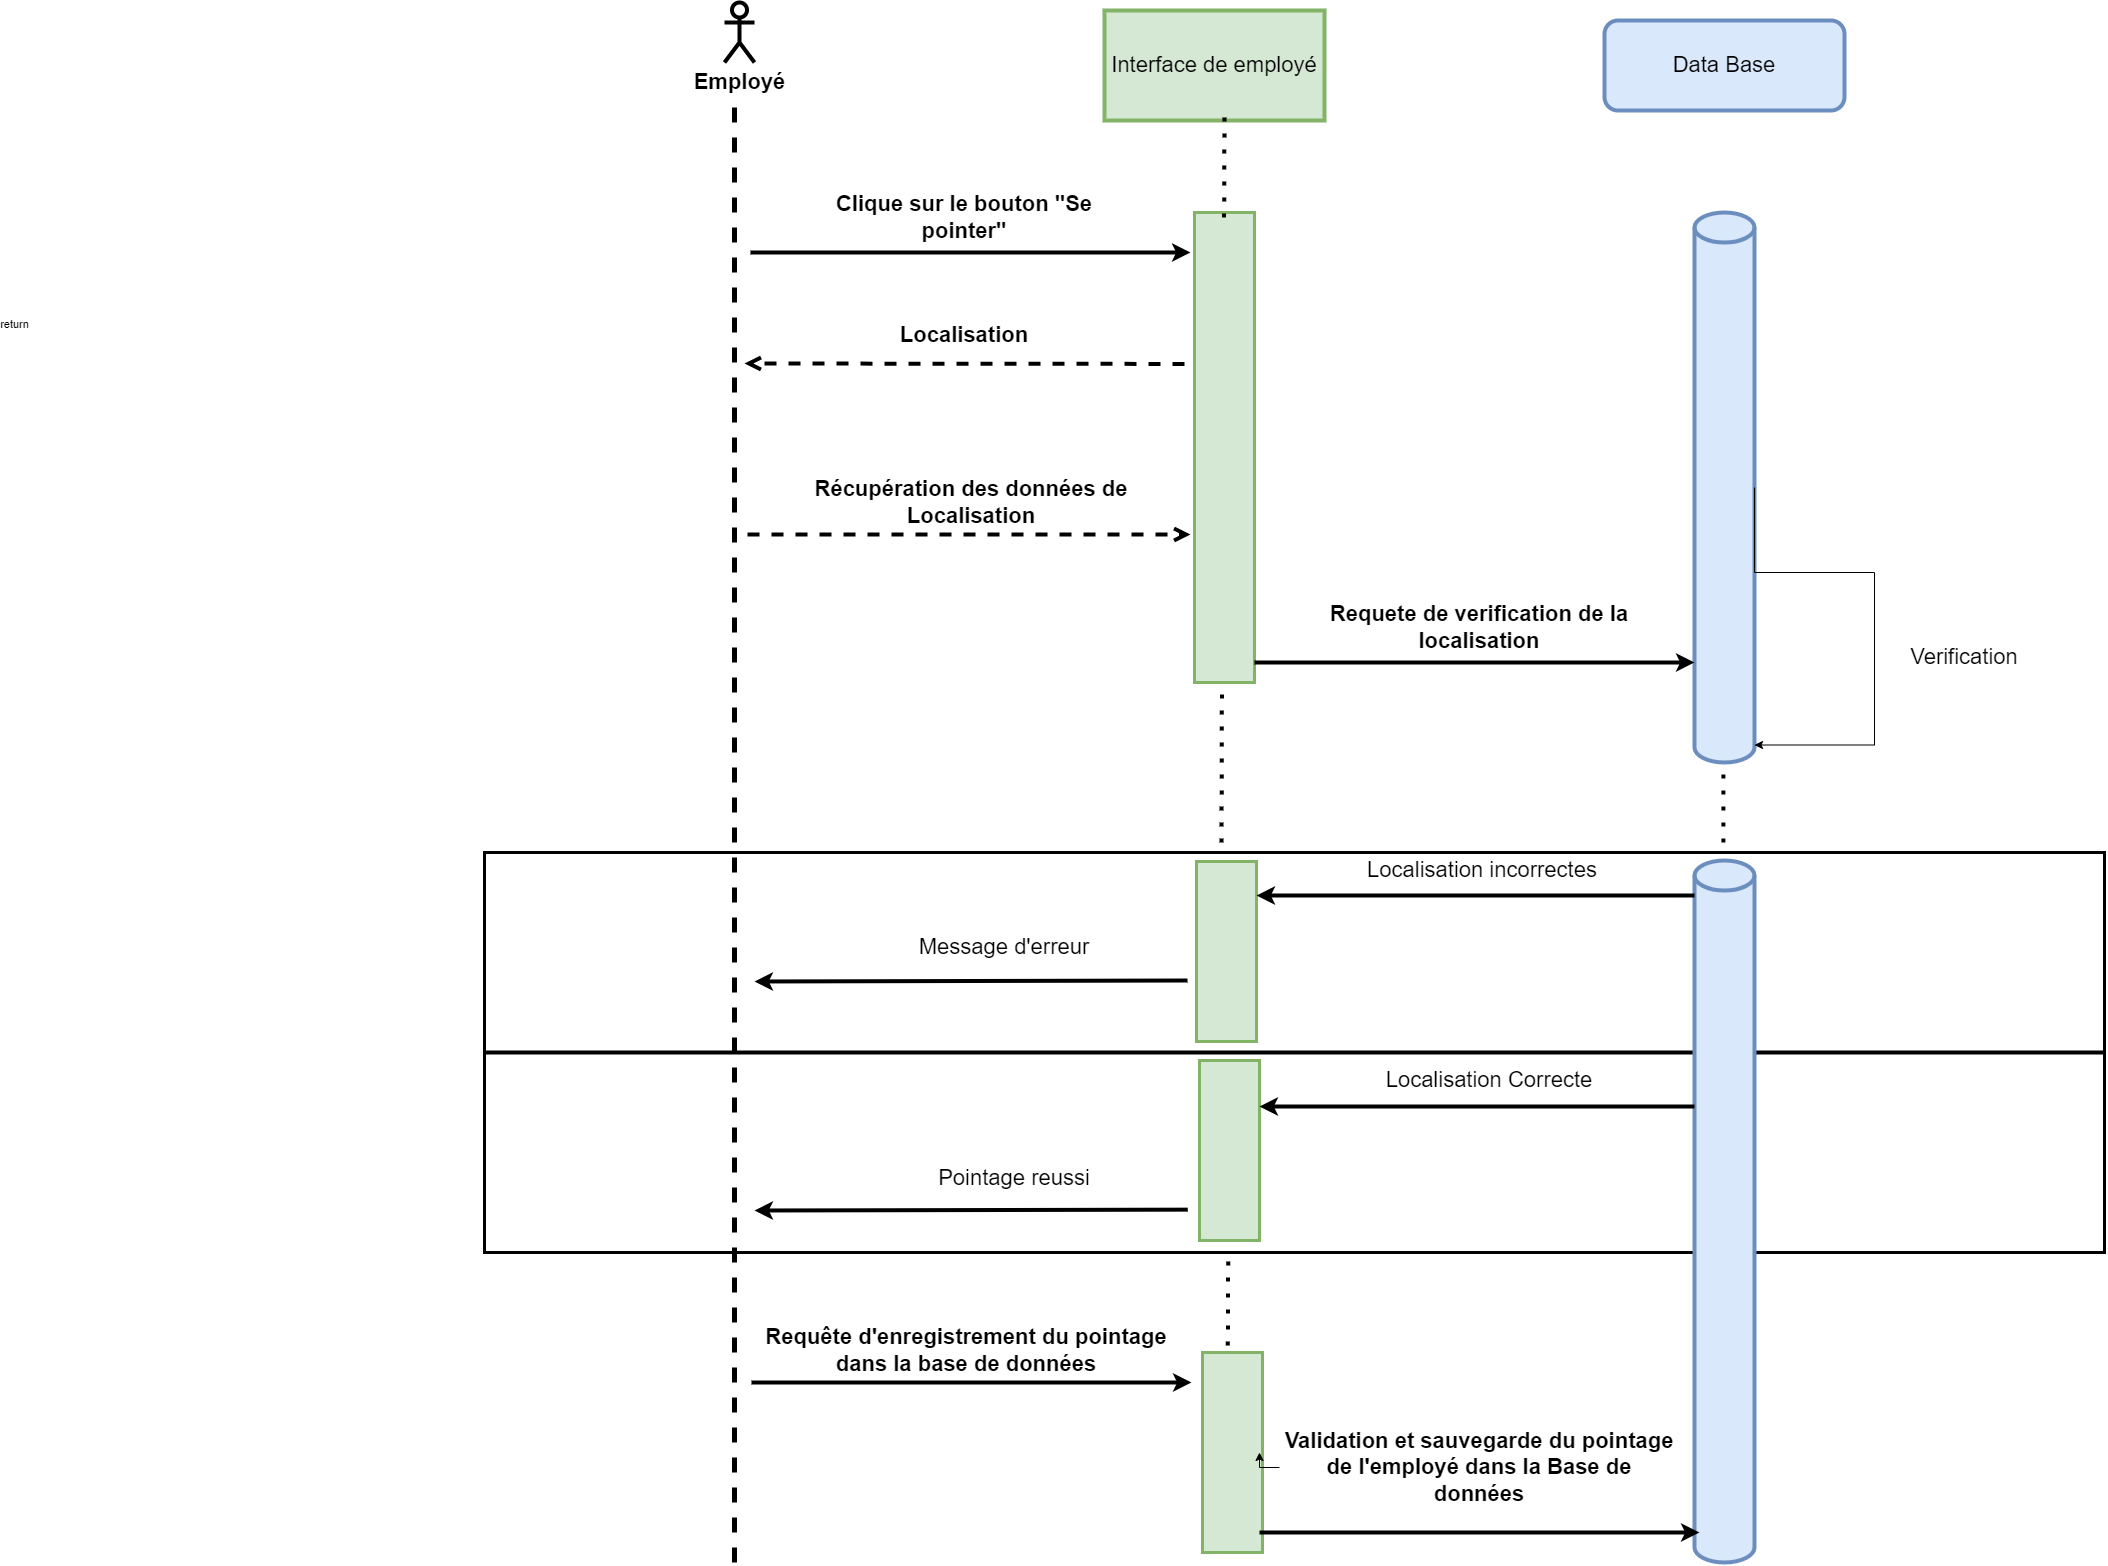 Employé
Interface de employé
Data Base
Clique sur le bouton "Se
pointer"
return
Localisation
Récupération des données de
Localisation
Requete de verification de la
localisation
Verification
Localisation incorrectes
Message d'erreur
Localisation Correcte
Pointage reussi
Requête d'enregistrement du pointage
dans la base de données
Validation et sauvegarde du pointage
de l'employé dans la Base de
données